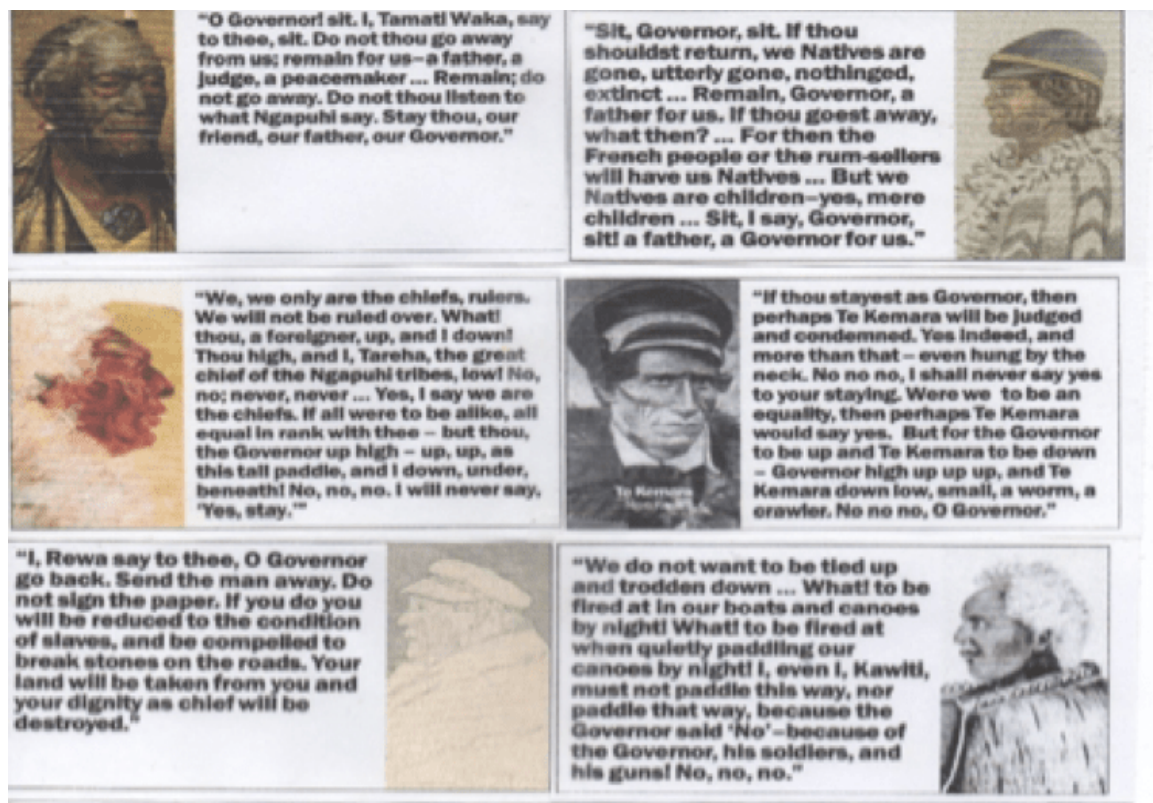 “O Governor! sit. I, Tamati Waka, say
to thee, sit. Do not thou go away
from us; remain for us—a father, a
judge, a peacemaker ... Remain; do
not go away. Do not thou listen to
what Ngapuhi say. Stay thou, our
friend, our father, our Governor.”
“Sit, Governor, sit. If thou
shouldst return, we Natives are
gone, utterly gone, nothinged,
extinct ... Remain, Governor, a
father for us. If thou goest away,
what then? ... For then the
French people or the rum-sellers
will have us Natives ... But we
Natives are children—yes, mere
children ... Sit, I say, Governor,
sit! a father, a Governor for us.”
“We, we only are the chiefs, rulers.
We will not be ruled over. What!
thou, a foreigner, up, and I down!
Thou high, and I, Tareha, the great
chief of the Ngapuhi tribes, low! No,
no; never, never ... Yes, I say we are
the chiefs. If all were to be alike, all
equal in rank with thee – but thou,
the Governor up high – up, up, as
this tall paddle, and I down, under,
beneath! No, no, no. I will never say,
‘Yes, stay.’”
“If thou stayest as Governor, then
perhaps Te Kemara will be judged
and condemned. Yes indeed, and
more than that – even hung by the
neck. No no no, I shall never say yes
to your staying. Were we to be an
equality, then perhaps Te Kemara
would say yes. But for the Governor
to be up and Te Kemara to be down
– Governor high up up up, and Te
Kemara down low, small, a worm, a
crawler. No no no, O Governor.”
Te Kemara
“I, Rewa say to thee, O Governor
go back. Send the man away. Do
not sign the paper. If you do you
will be reduced to the condition
of slaves, and be compelled to
break stones on the roads. Your
land will be taken from you and
your dignity as chief will be
destroyed.”
“We do not want to be tied up
and trodden down ... What! to be
fired at in our boats and canoes
by night! What! to be fired at
when quietly paddling our
canoes by night! I, even I, Kawiti,
must not paddle this way, nor
paddle that way, because the
Governor said ‘No’—because of
the Governor, his soldiers, and
his guns! No, no, no.”